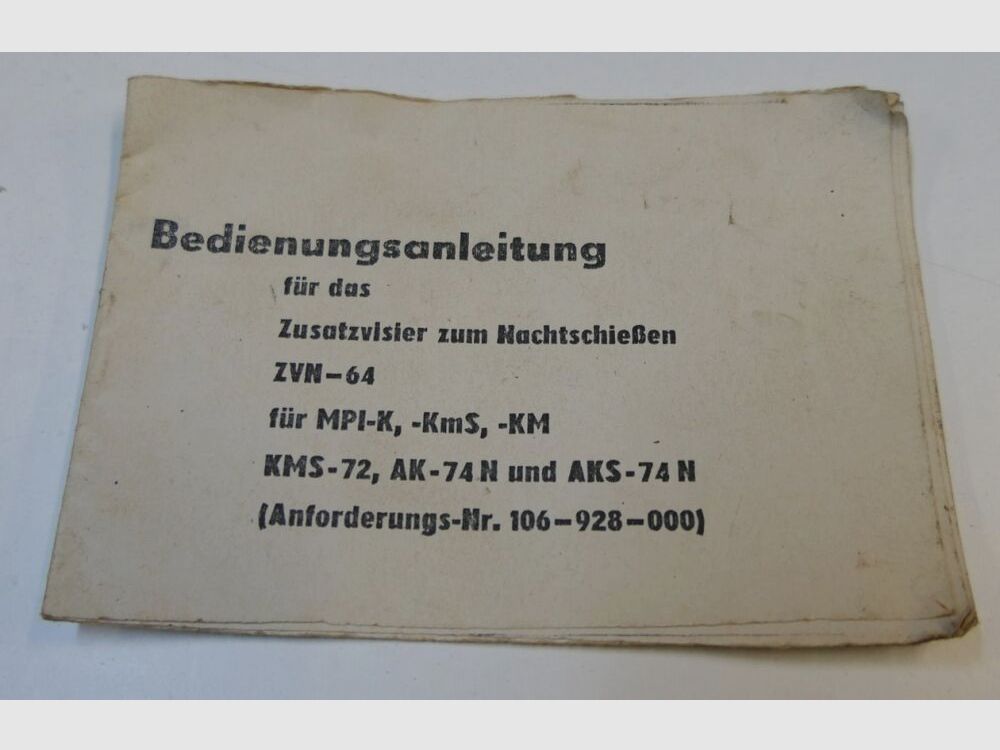 Bedienungsanleitung
für das
Zusatzvisier zum Nachtschießen
ZVN-64
für MPI-K, -KmS, -KM
KMS-72, AK-74 N und AKS-74 N
(Anforderungs-Nr. 106-928-000)